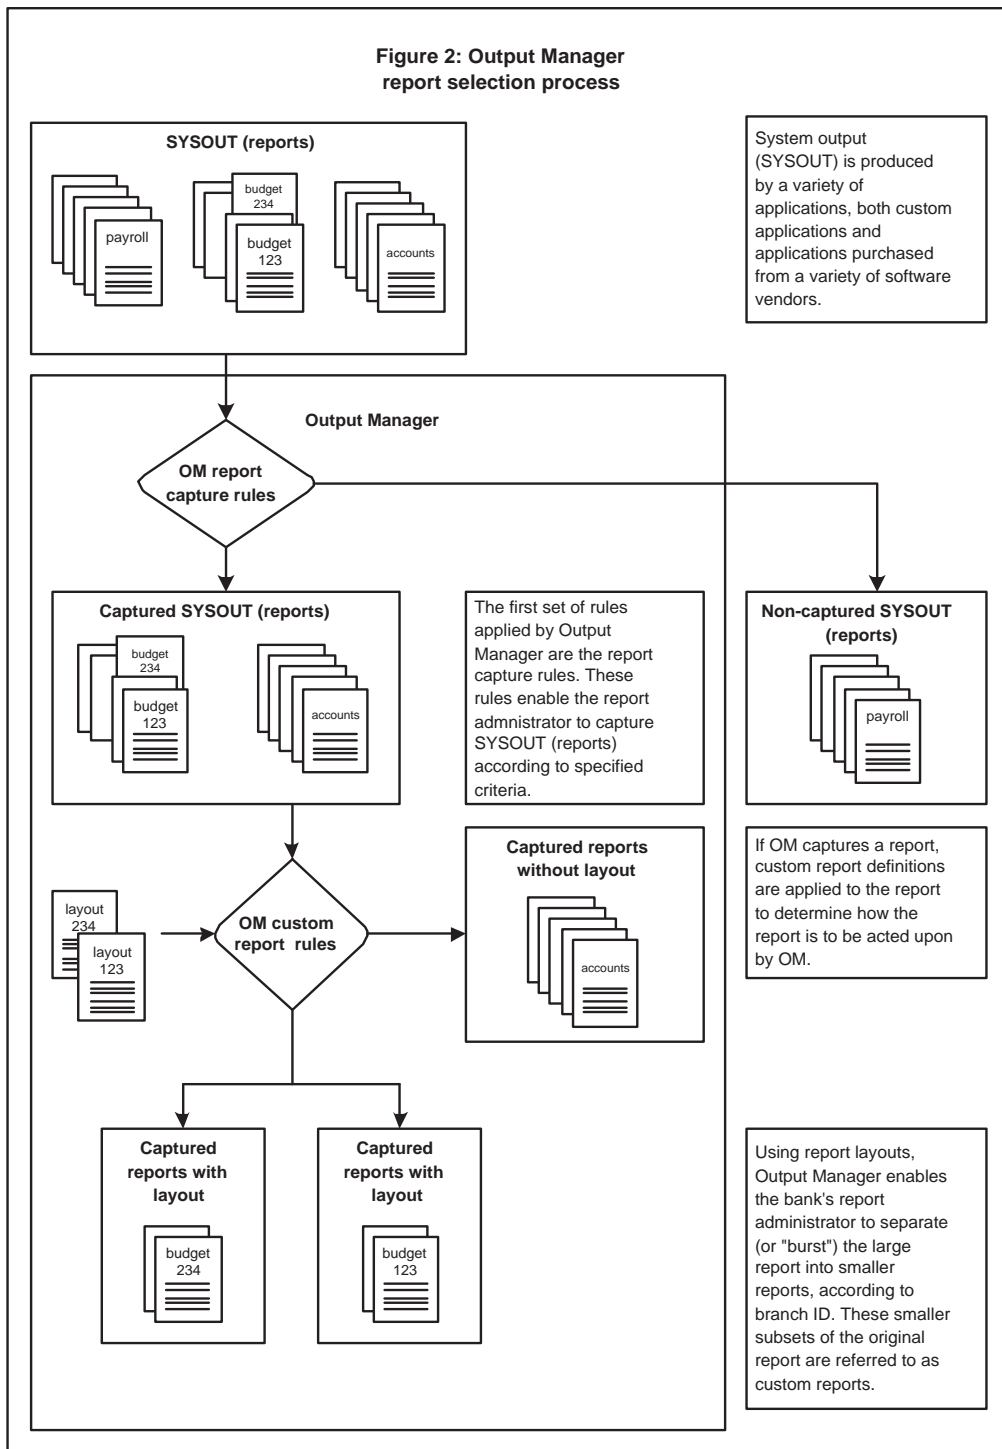 Figure 2: Output Manager
report selection process
SYSOUT (reports)
payroll
budget
234
budget
123
accounts
System output
(SYSOUT) is produced
by a variety of
applications, both custom
applications and
applications purchased
from a variety of software
vendors.
Output Manager
OM report
capture rules
Captured SYSOUT (reports)
budget
234
budget
123
accounts
The first set of rules
applied by Output
Manager are the report
capture rules. These
rules enable the report
admnistrator to capture
SYSOUT (reports)
according to specified
criteria.
Non-captured SYSOUT
(reports)
payroll
layout
234
layout
123
OM custom
report rules
Captured reports
without layout
accounts
If OM captures a report,
custom report definitions
are applied to the report
to determine how the
report is to be acted upon
by OM.
Captured
reports with
layout
budget
234
Captured
reports with
layout
budget
123
Using report layouts,
Output Manager enables
the bank's report
administrator to separate
(or "burst") the large
report into smaller
reports, according to
branch ID. These smaller
subsets of the original
report are referred to as
custom reports.